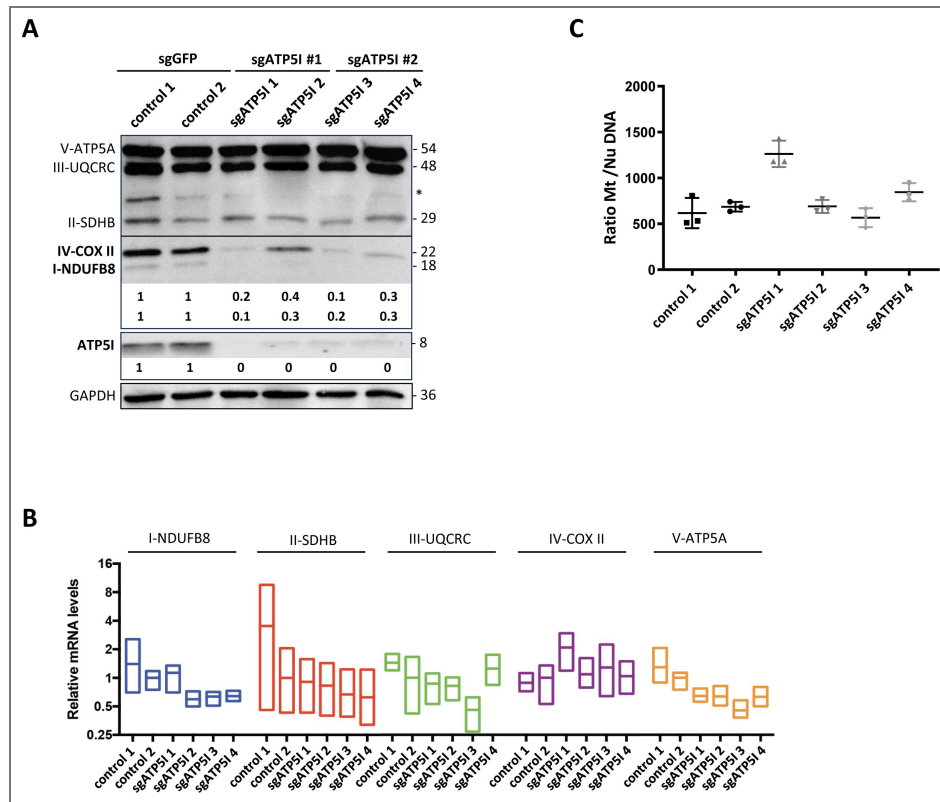 A
sgGFP sgATP5I #1 sgATP5I #2
control 1 control 2 sgATP5I 1 sgATP5I 2 sgATP5I 3 sgATP5I 4
V-ATP5A - 54
III-UQCRC - 48
*
II-SDHB - 29
IV-COX II - 22
I-NDUFB8 - 18
1 1 0.2 0.4 0.1 0.3
1 1 0.1 0.3 0.2 0.3
ATP5I - 8
1 1 0 0 0 0
GAPDH - 36
C
Ratio Mt /Nu DNA
2000
1500
1000
500
0
control 1 control 2 sgATP5I 1 sgATP5I 2 sgATP5I 3 sgATP5I 4
B
I-NDUFB8 II-SDHB III-UQCRC IV-COX II V-ATP5A
Relative mRNA levels
16
8
4
2
1
0.5
0.25
control 1 control 2 sgATP5I 1 sgATP5I 2 sgATP5I 3 sgATP5I 4 control 1 control 2 sgATP5I 1 sgATP5I 2 sgATP5I 3 sgATP5I 4 control 1 control 2 sgATP5I 1 sgATP5I 2 sgATP5I 3 sgATP5I 4 control 1 control 2 sgATP5I 1 sgATP5I 2 sgATP5I 3 sgATP5I 4 control 1 control 2 sgATP5I 1 sgATP5I 2 sgATP5I 3 sgATP5I 4